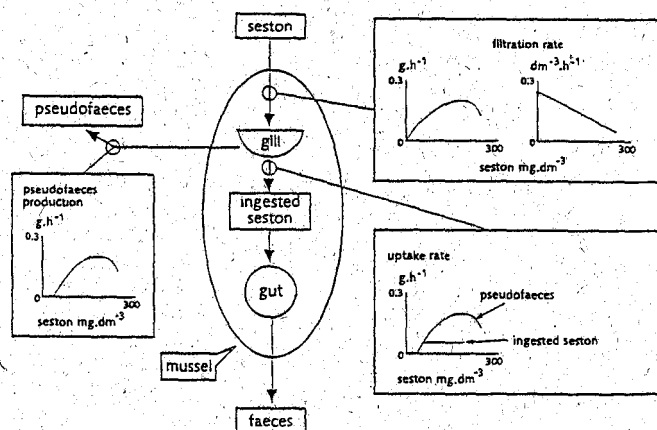 seston
filtration rate
g.h⁻¹
dm⁻³.h⁻¹
0.3
0.3
0
0
300
300
seston mg.dm⁻³
pseudofaeces
gill
pseudofaeces
production
g.h⁻¹
0.3
0
300
seston mg.dm⁻³
ingested
seston
gut
uptake rate
g.h⁻¹
0.3
pseudofaeces
ingested seston
0
300
seston mg.dm⁻³
mussel
faeces